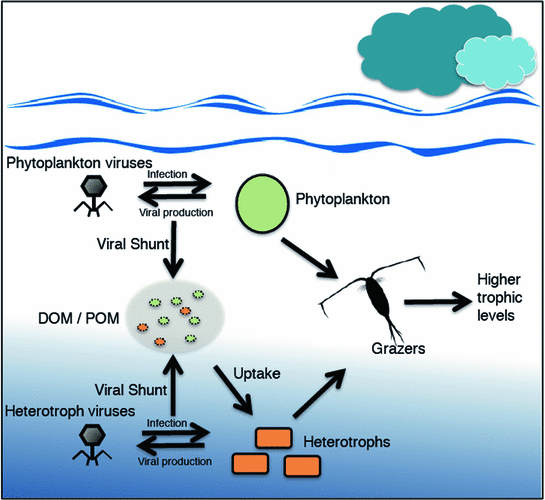 Phytoplankton viruses
Infection
Viral production
Phytoplankton
Viral Shunt
DOM / POM
Higher
trophic
levels
Grazers
Uptake
Viral Shunt
Heterotroph viruses
Infection
Viral production
Heterotrophs